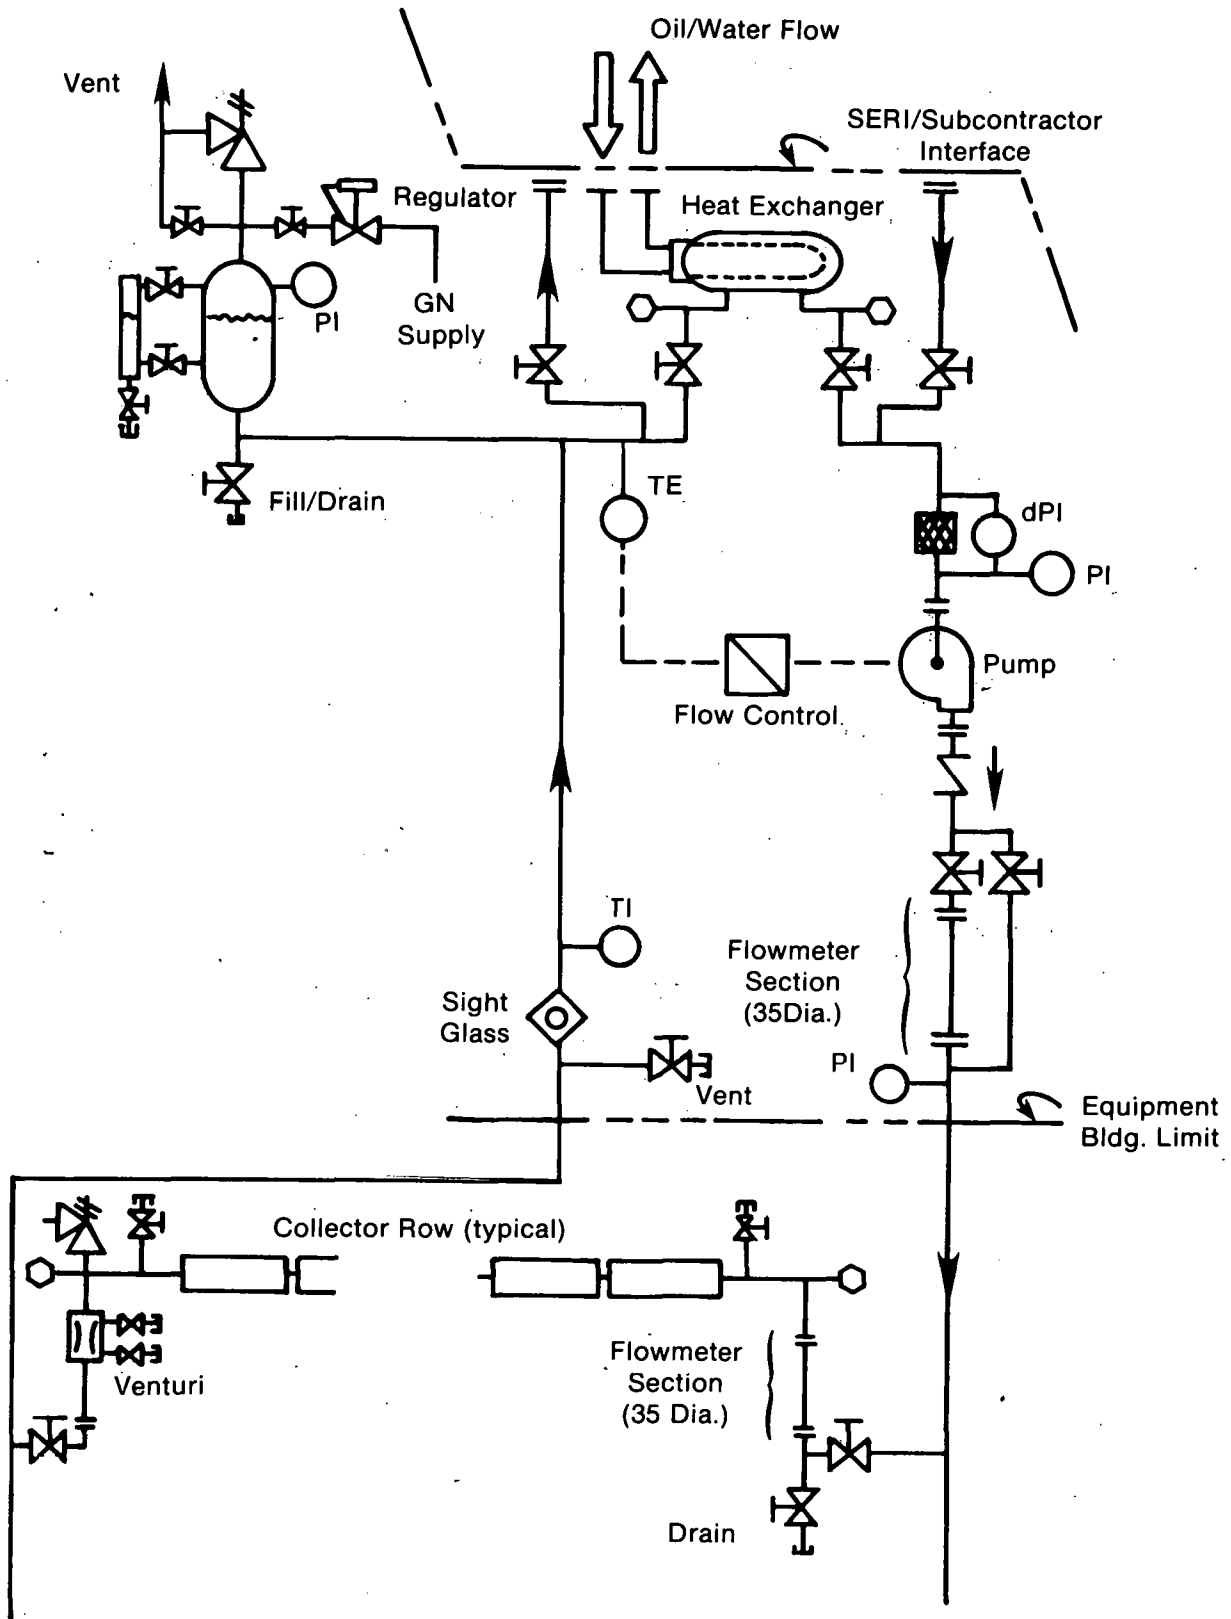 Oil/Water Flow
Vent
SERI/Subcontractor
Interface
Regulator
Heat Exchanger
GN
Supply
PI
TE
Fill/Drain
dPI
PI
Pump
Flow Control
TI
Flowmeter
Section
(35Dia.)
Sight
Glass
PI
Vent
Equipment
Bldg. Limit
Collector Row (typical)
Flowmeter
Section
(35 Dia.)
Venturi
Drain